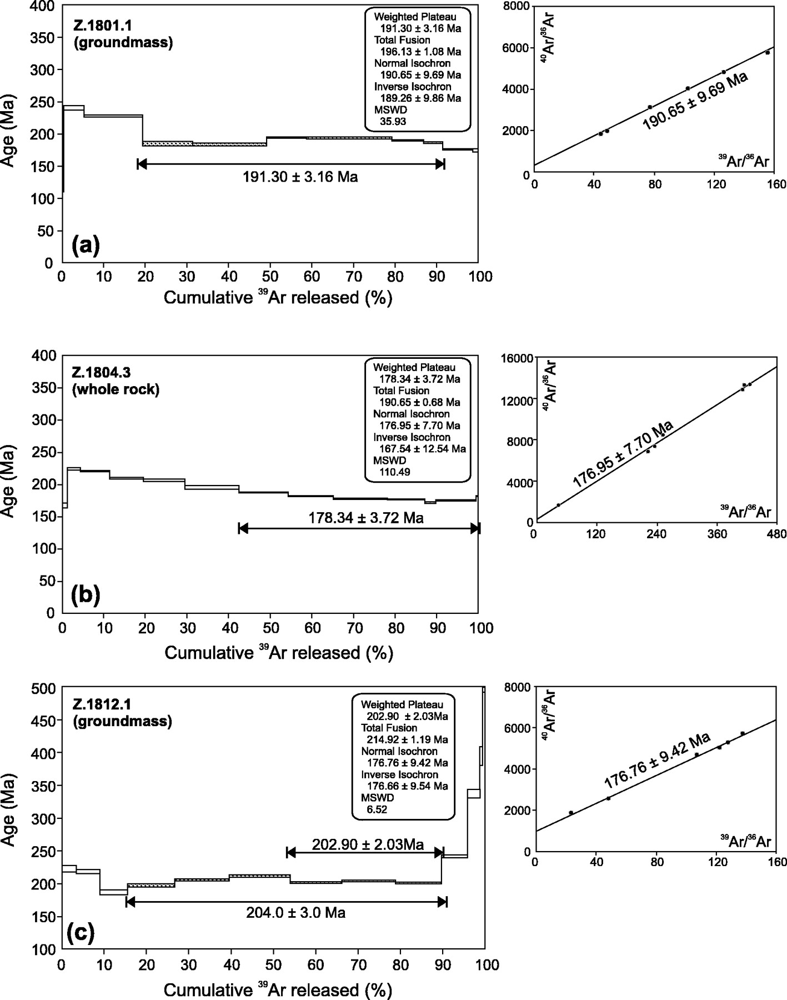 Z.1801.1
(groundmass)
Weighted Plateau
191.30 ± 3.16 Ma
Total Fusion
196.13 ± 1.08 Ma
Normal Isochron
190.65 ± 9.69 Ma
Inverse Isochron
189.26 ± 9.86 Ma
MSWD
35.93
191.30 ± 3.16 Ma
(a)
Age (Ma)
400
350
300
250
200
150
100
50
0
0 10 20 30 40 50 60 70 80 90 100
Cumulative ³⁹Ar released (%)
⁴⁰Ar/³⁶Ar
8000
6000
4000
2000
0
190.65 ± 9.69 Ma
³⁹Ar/³⁶Ar
0 40 80 120 160
Z.1804.3
(whole rock)
Weighted Plateau
178.34 ± 3.72 Ma
Total Fusion
190.65 ± 0.68 Ma
Normal Isochron
176.95 ± 7.70 Ma
Inverse Isochron
167.54 ± 12.54 Ma
MSWD
110.49
178.34 ± 3.72 Ma
(b)
Age (Ma)
400
350
300
250
200
150
100
50
0
0 10 20 30 40 50 60 70 80 90 100
Cumulative ³⁹Ar released (%)
⁴⁰Ar/³⁶Ar
16000
12000
8000
4000
0
176.95 ± 7.70 Ma
³⁹Ar/³⁶Ar
0 120 240 360 480
Z.1812.1
(groundmass)
Weighted Plateau
202.90 ± 2.03Ma
Total Fusion
214.92 ± 1.19 Ma
Normal Isochron
176.76 ± 9.42 Ma
Inverse Isochron
176.66 ± 9.54 Ma
MSWD
6.52
202.90 ± 2.03Ma
204.0 ± 3.0 Ma
(c)
Age (Ma)
500
450
400
350
300
250
200
150
100
0 10 20 30 40 50 60 70 80 90 100
Cumulative ³⁹Ar released (%)
⁴⁰Ar/³⁶Ar
8000
6000
4000
2000
0
176.76 ± 9.42 Ma
³⁹Ar/³⁶Ar
0 40 80 120 160